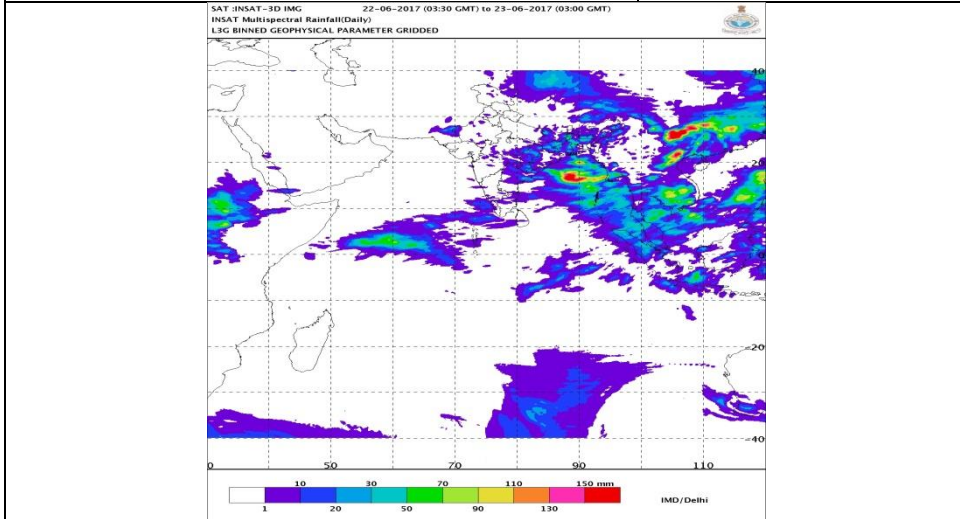 SAT :INSAT-3D IMG 22-06-2017 (03:30 GMT) to 23-06-2017 (03:00 GMT)
INSAT Multispectral Rainfall(Daily)
L3G BINNED GEOPHYSICAL PARAMETER GRIDDED
40
20
0
-20
-40
0 50 70 90 110
10 30 70 110 150 mm
1 20 50 90 130
IMD/Delhi